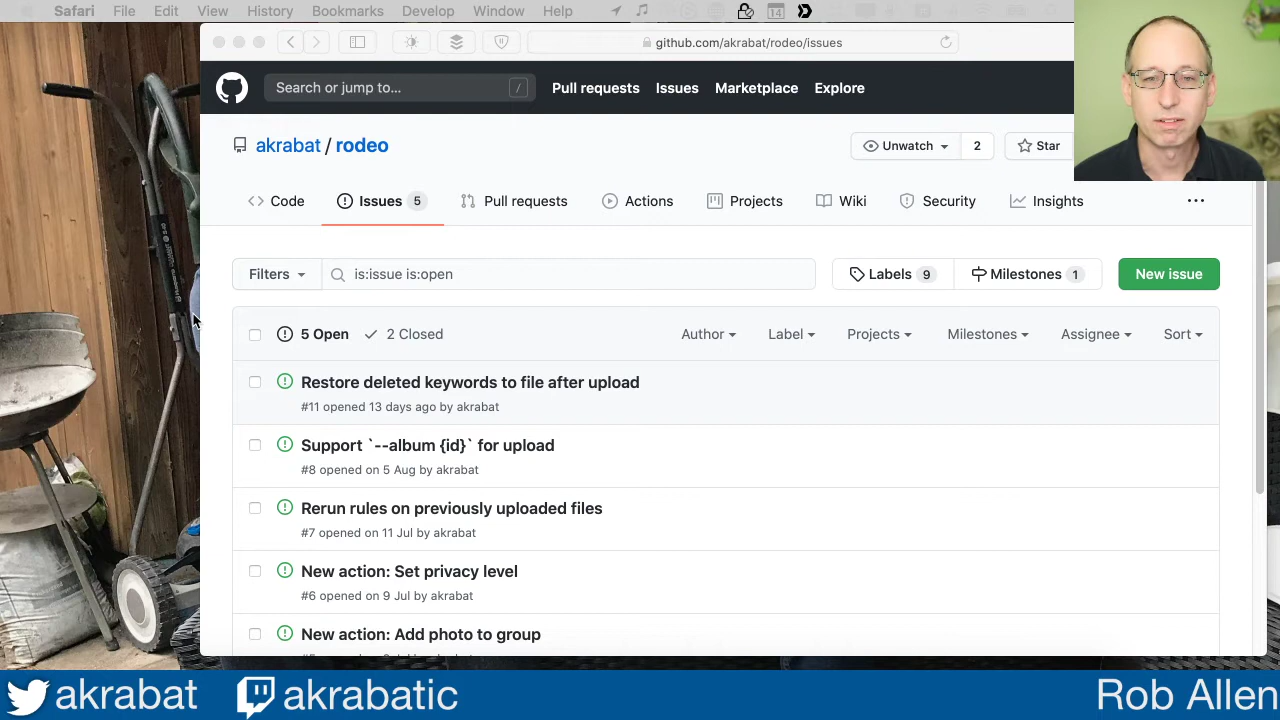 Safari File Edit View History Bookmarks Develop Window Help 14
github.com/akrabat/rodeo/issues
Search or jump to... / Pull requests Issues Marketplace Explore
akrabat / rodeo Unwatch 2 Star
Code Issues 5 Pull requests Actions Projects Wiki Security Insights
Filters is:issue is:open Labels 9 Milestones 1 New issue
5 Open 2 Closed Author Label Projects Milestones Assignee Sort
Restore deleted keywords to file after upload
#11 opened 13 days ago by akrabat
Support `--album {id}` for upload
#8 opened on 5 Aug by akrabat
Rerun rules on previously uploaded files
#7 opened on 11 Jul by akrabat
New action: Set privacy level
#6 opened on 9 Jul by akrabat
New action: Add photo to group
akrabat akrabatic Rob Allen